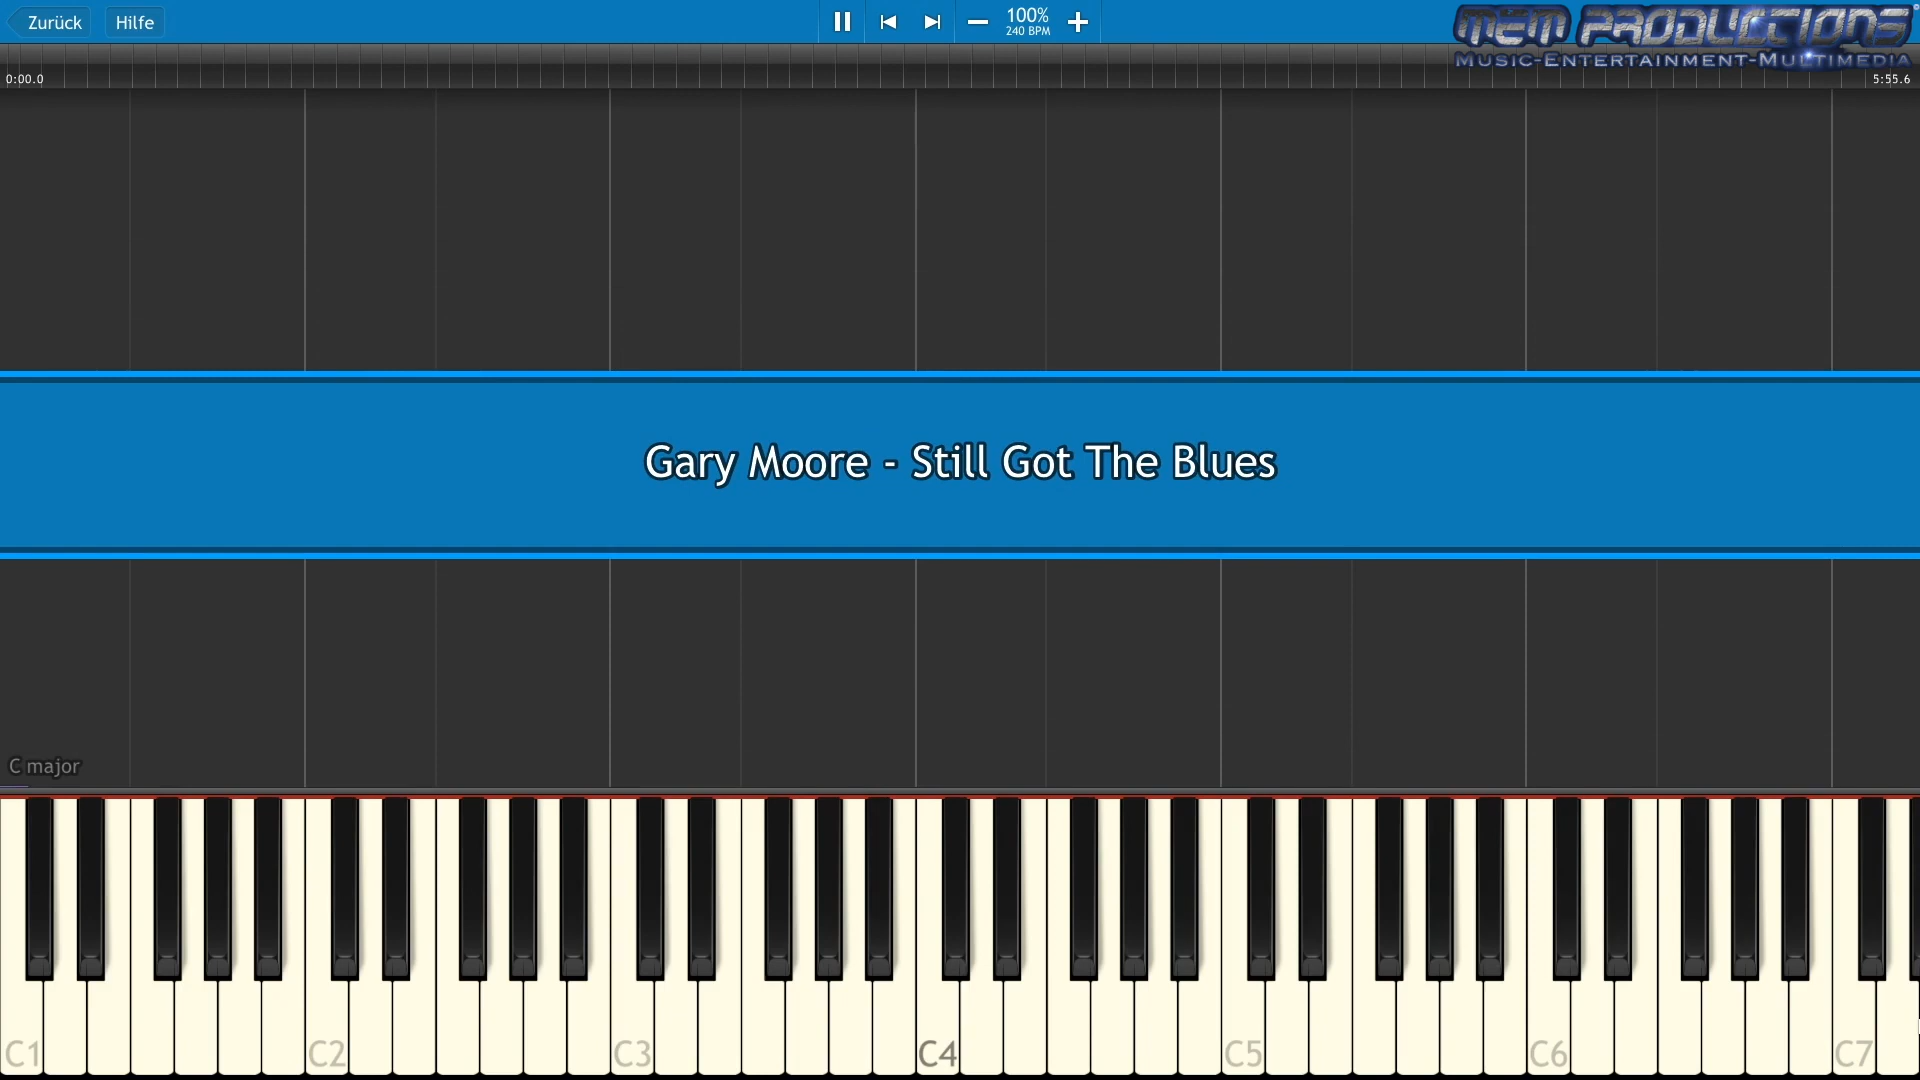 Zurück Hilfe 100% MEM PRODUCTIONS
240 BPM
MUSIC-ENTERTAINMENT-MULTIMEDIA
0:00.0 5:55.6
Gary Moore - Still Got The Blues
C major
C1 C2 C3 C4 C5 C6 C7